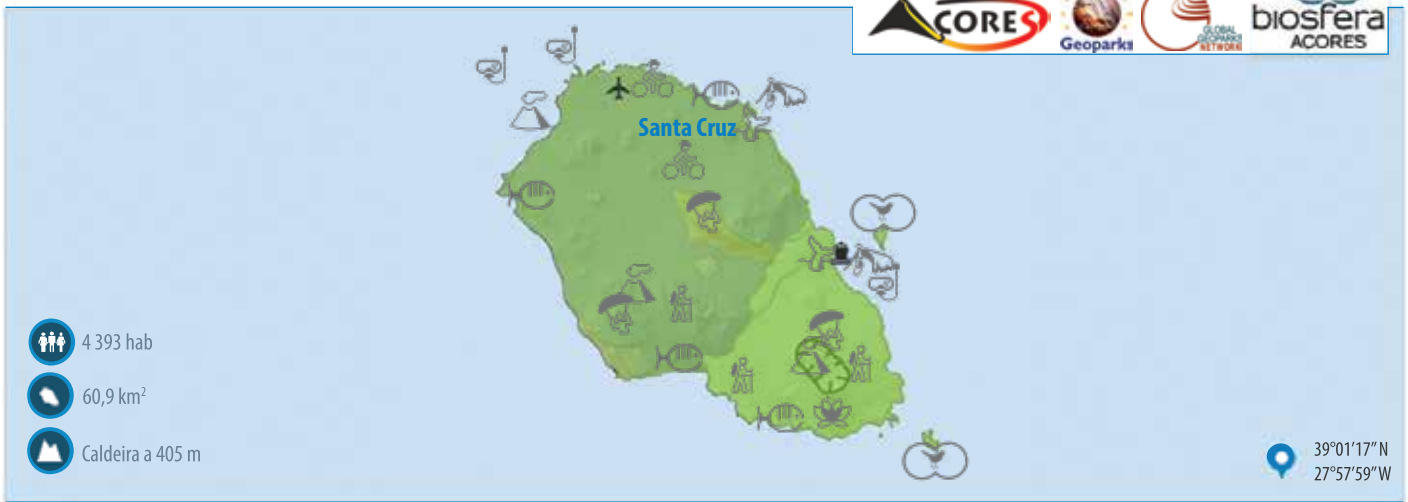 AÇORES
Geoparks
GLOBAL
GEOPARKS
NETWORK
biosfera
AÇORES
Santa Cruz
4 393 hab
60,9 km²
Caldeira a 405 m
39°01’17’’ N
27°57’59’’ W